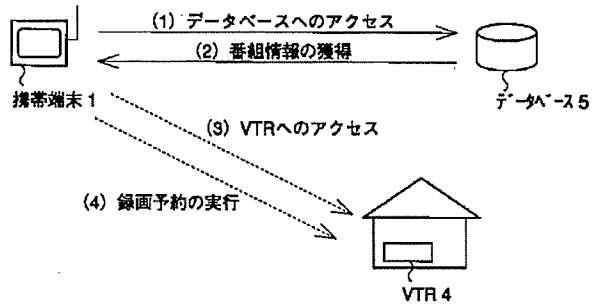 (1) データベースへのアクセス
(2) 番組情報の獲得
携帯端末 1
データベース 5
(3) VTRへのアクセス
(4) 録画予約の実行
VTR 4